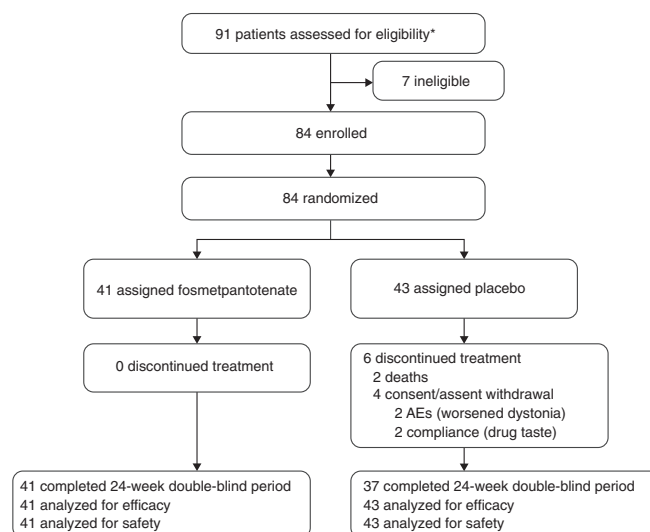 91 patients assessed for eligibility*
7 ineligible
84 enrolled
84 randomized
41 assigned fosmetpantotenate
43 assigned placebo
0 discontinued treatment
6 discontinued treatment
2 deaths
4 consent/assent withdrawal
2 AEs (worsened dystonia)
2 compliance (drug taste)
41 completed 24-week double-blind period
41 analyzed for efficacy
41 analyzed for safety
37 completed 24-week double-blind period
43 analyzed for efficacy
43 analyzed for safety